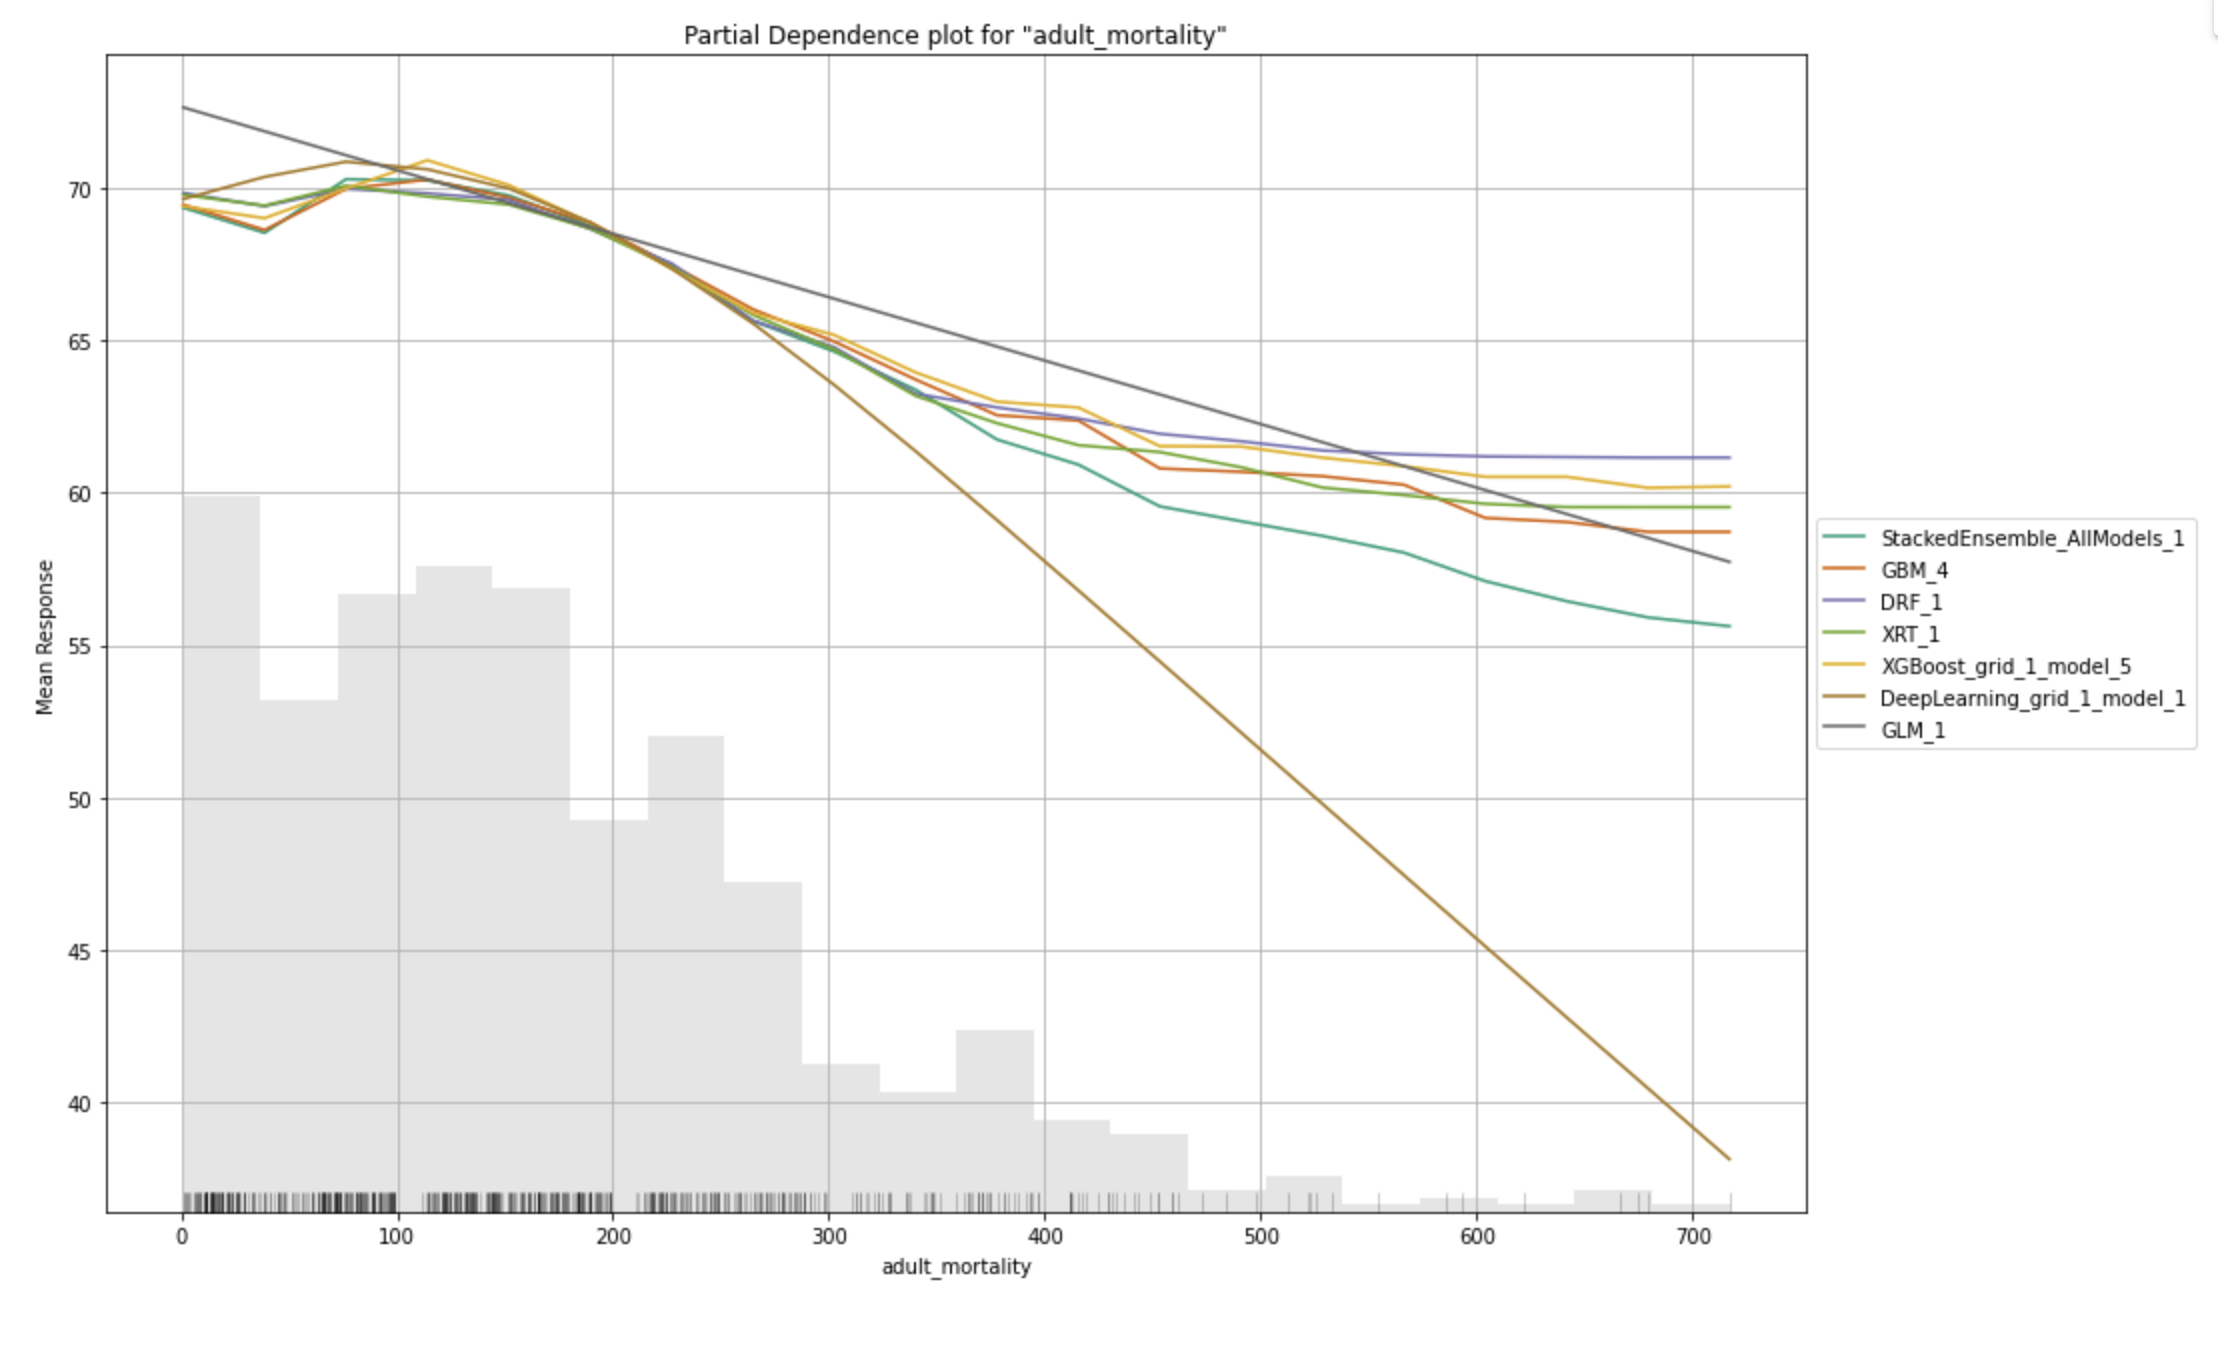 Partial Dependence plot for "adult_mortality"
70
65
60
55
50
45
40
Mean Response
0 100 200 300 400 500 600 700
adult_mortality
StackedEnsemble_AllModels_1
GBM_4
DRF_1
XRT_1
XGBoost_grid_1_model_5
DeepLearning_grid_1_model_1
GLM_1